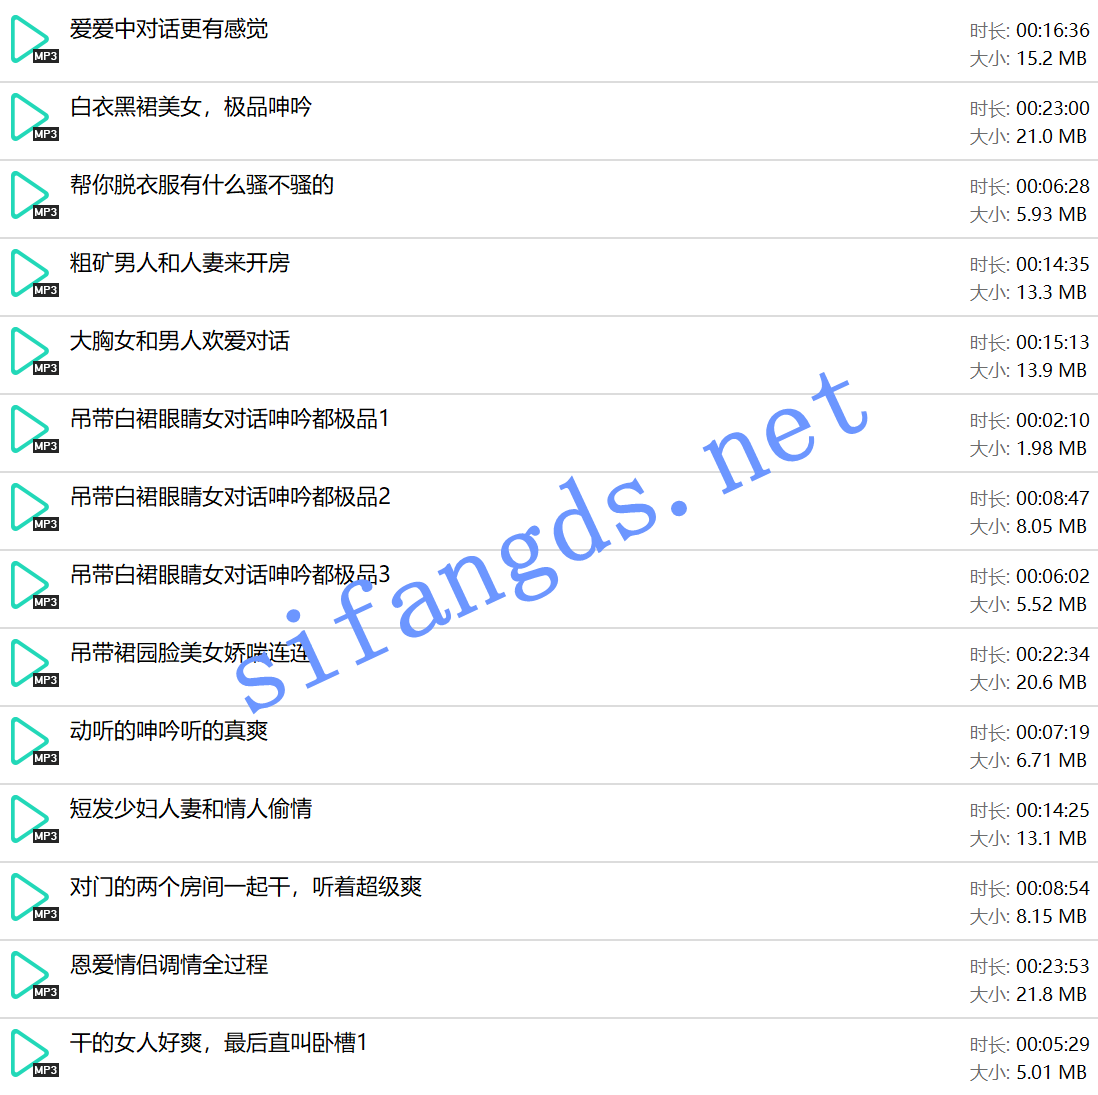 爱爱中对话更有感觉
时长: 00:16:36
大小: 15.2 MB
MP3
白衣黑裙美女，极品呻吟
时长: 00:23:00
大小: 21.0 MB
MP3
帮你脱衣服有什么骚不骚的
时长: 00:06:28
大小: 5.93 MB
MP3
粗矿男人和人妻来开房
时长: 00:14:35
大小: 13.3 MB
MP3
大胸女和男人欢爱对话
时长: 00:15:13
大小: 13.9 MB
MP3
吊带白裙眼睛女对话呻吟都极品1
时长: 00:02:10
大小: 1.98 MB
MP3
吊带白裙眼睛女对话呻吟都极品2
时长: 00:08:47
大小: 8.05 MB
MP3
吊带白裙眼睛女对话呻吟都极品3
时长: 00:06:02
大小: 5.52 MB
MP3
吊带裙园脸美女娇喘连连
时长: 00:22:34
大小: 20.6 MB
MP3
动听的呻吟听的真爽
时长: 00:07:19
大小: 6.71 MB
MP3
短发少妇人妻和情人偷情
时长: 00:14:25
大小: 13.1 MB
MP3
对门的两个房间一起干，听着超级爽
时长: 00:08:54
大小: 8.15 MB
MP3
恩爱情侣调情全过程
时长: 00:23:53
大小: 21.8 MB
MP3
干的女人好爽，最后直叫卧槽1
时长: 00:05:29
大小: 5.01 MB
MP3
sifangds.net